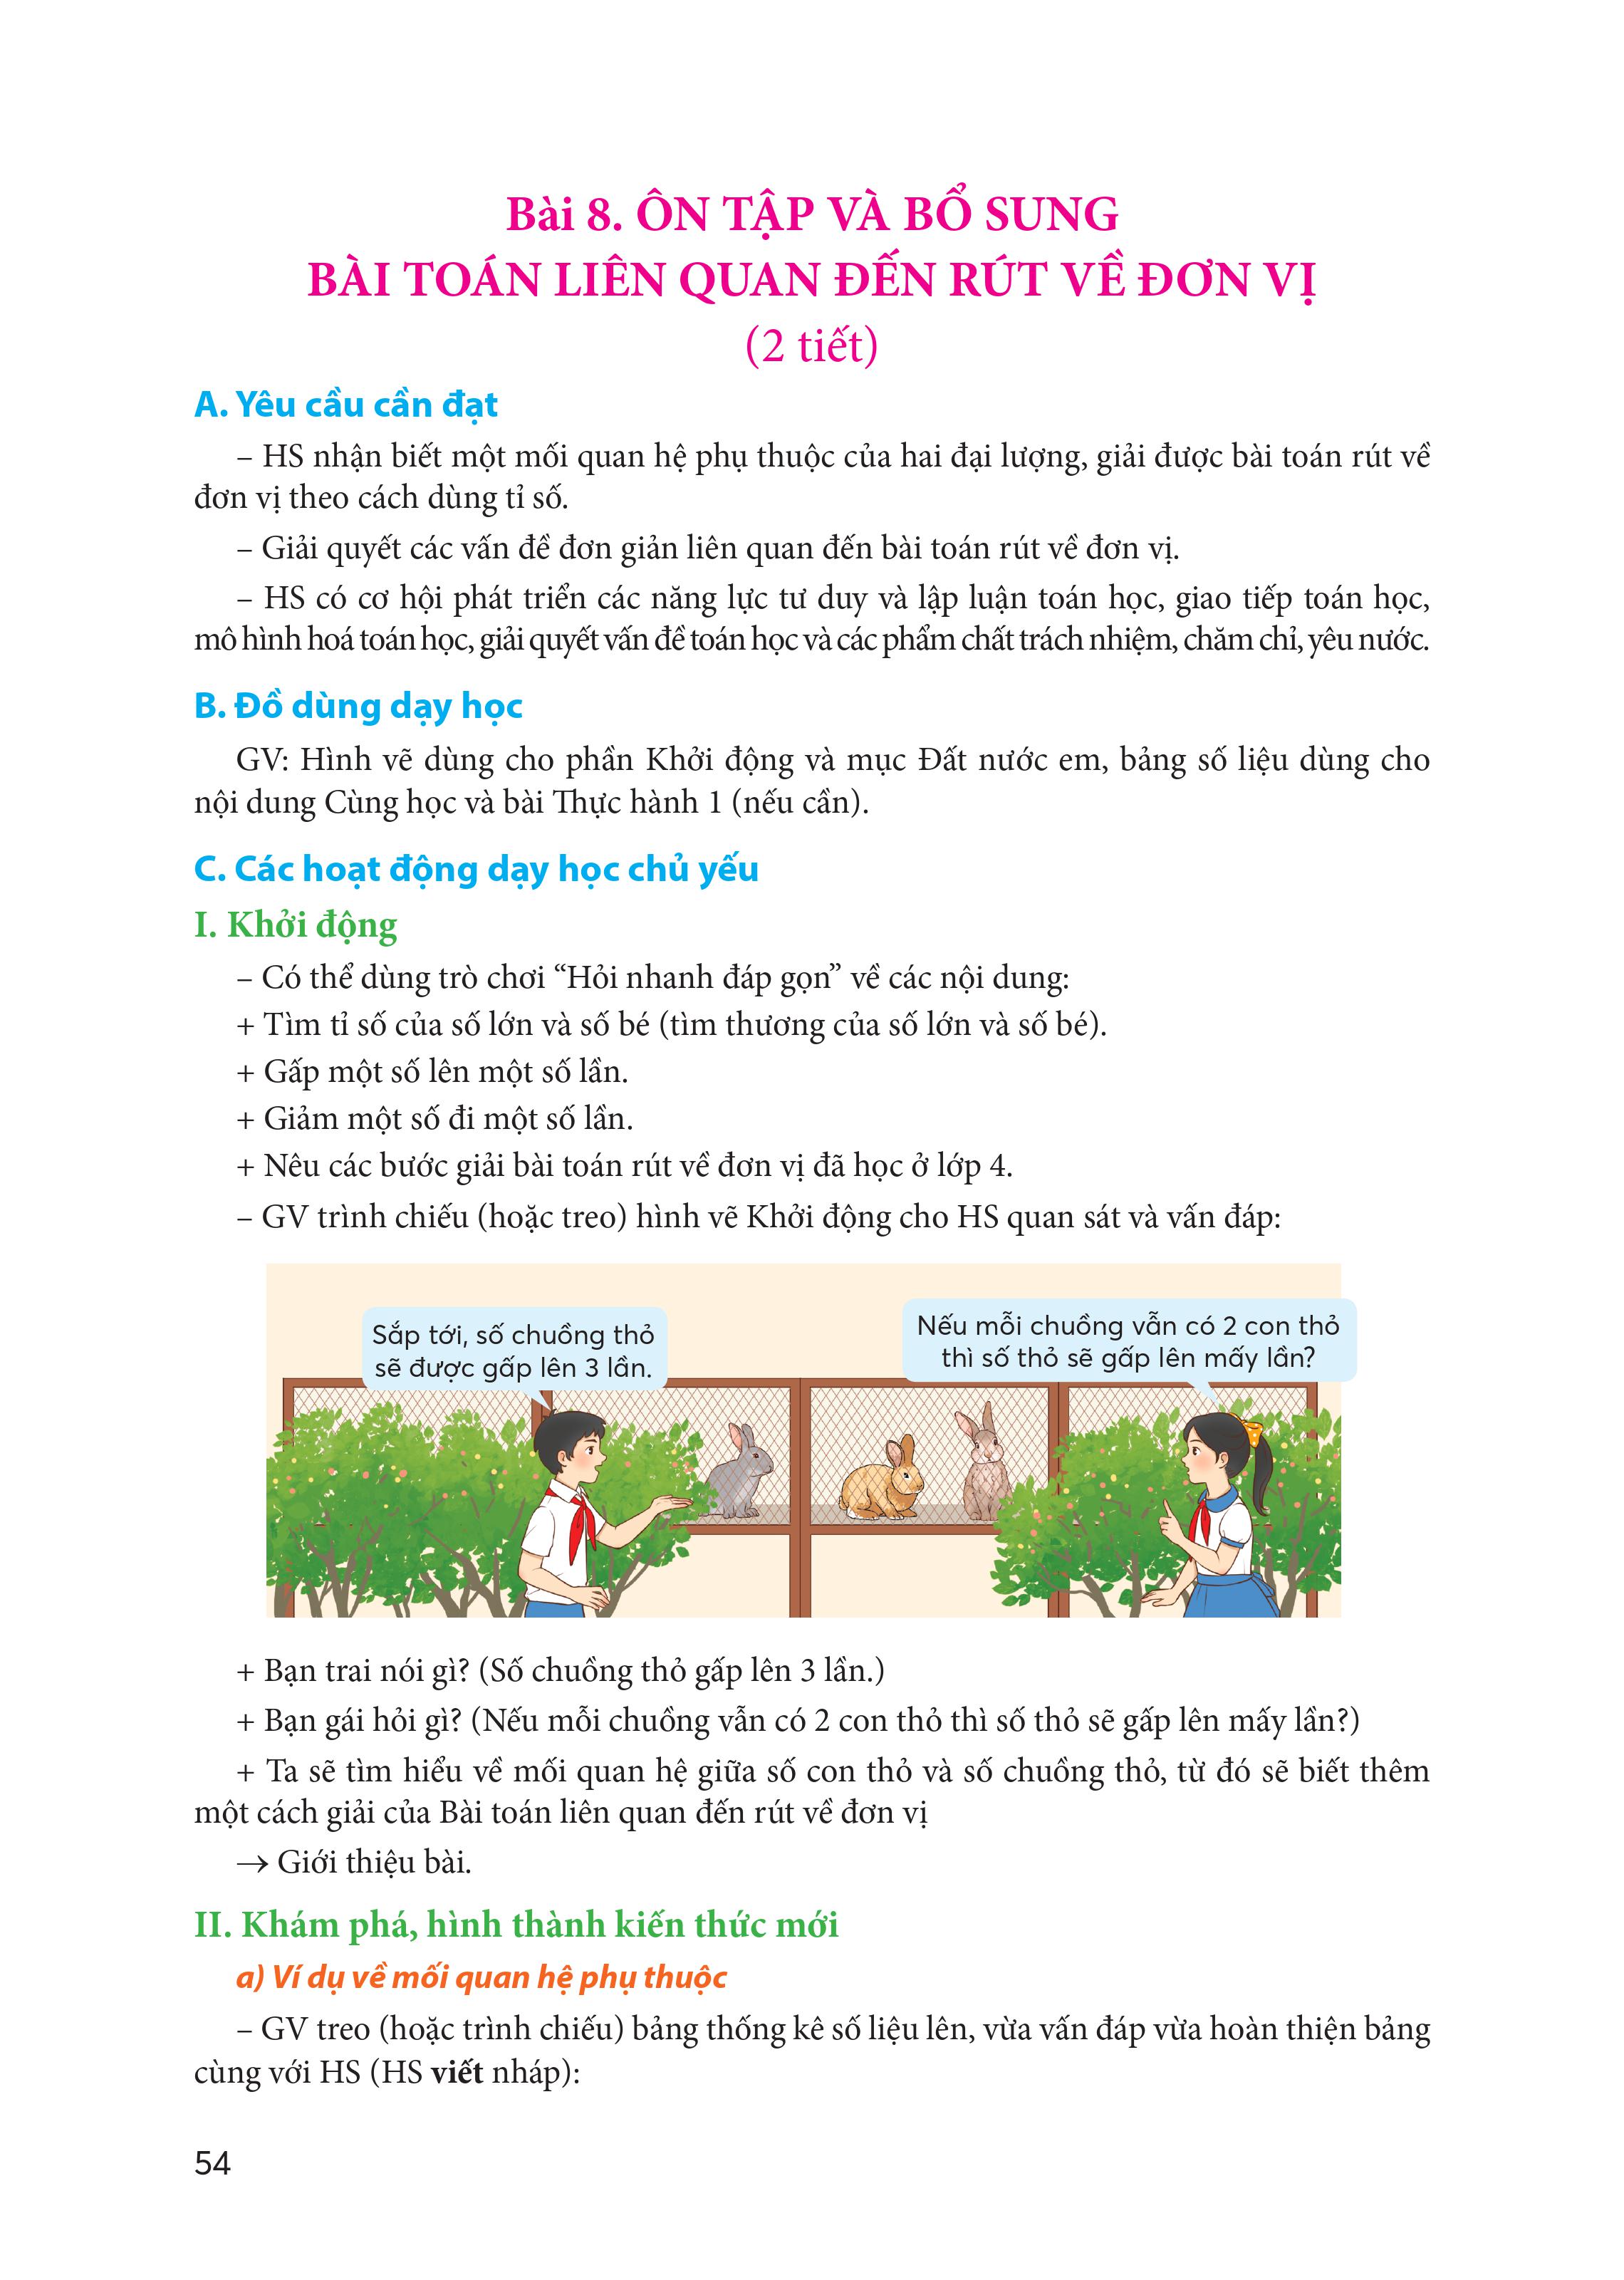 Bài 8. ÔN TẬP VÀ BỔ SUNG
BÀI TOÁN LIÊN QUAN ĐẾN RÚT VỀ ĐƠN VỊ
(2 tiết)
A. Yêu cầu cần đạt
– HS nhận biết một mối quan hệ phụ thuộc của hai đại lượng, giải được bài toán rút về
đơn vị theo cách dùng tỉ số.
– Giải quyết các vấn đề đơn giản liên quan đến bài toán rút về đơn vị.
– HS có cơ hội phát triển các năng lực tư duy và lập luận toán học, giao tiếp toán học,
mô hình hoá toán học, giải quyết vấn đề toán học và các phẩm chất trách nhiệm, chăm chỉ, yêu nước.
B. Đồ dùng dạy học
GV: Hình vẽ dùng cho phần Khởi động và mục Đất nước em, bảng số liệu dùng cho
nội dung Cùng học và bài Thực hành 1 (nếu cần).
C. Các hoạt động dạy học chủ yếu
I. Khởi động
– Có thể dùng trò chơi “Hỏi nhanh đáp gọn” về các nội dung:
+ Tìm tỉ số của số lớn và số bé (tìm thương của số lớn và số bé).
+ Gấp một số lên một số lần.
+ Giảm một số đi một số lần.
+ Nêu các bước giải bài toán rút về đơn vị đã học ở lớp 4.
– GV trình chiếu (hoặc treo) hình vẽ Khởi động cho HS quan sát và vấn đáp:
Sắp tới, số chuồng thỏ
sẽ được gấp lên 3 lần.
Nếu mỗi chuồng vẫn có 2 con thỏ
thì số thỏ sẽ gấp lên mấy lần?
+ Bạn trai nói gì? (Số chuồng thỏ gấp lên 3 lần.)
+ Bạn gái hỏi gì? (Nếu mỗi chuồng vẫn có 2 con thỏ thì số thỏ sẽ gấp lên mấy lần?)
+ Ta sẽ tìm hiểu về mối quan hệ giữa số con thỏ và số chuồng thỏ, từ đó sẽ biết thêm
một cách giải của Bài toán liên quan đến rút về đơn vị
→ Giới thiệu bài.
II. Khám phá, hình thành kiến thức mới
a) Ví dụ về mối quan hệ phụ thuộc
– GV treo (hoặc trình chiếu) bảng thống kê số liệu lên, vừa vấn đáp vừa hoàn thiện bảng
cùng với HS (HS viết nháp):
54